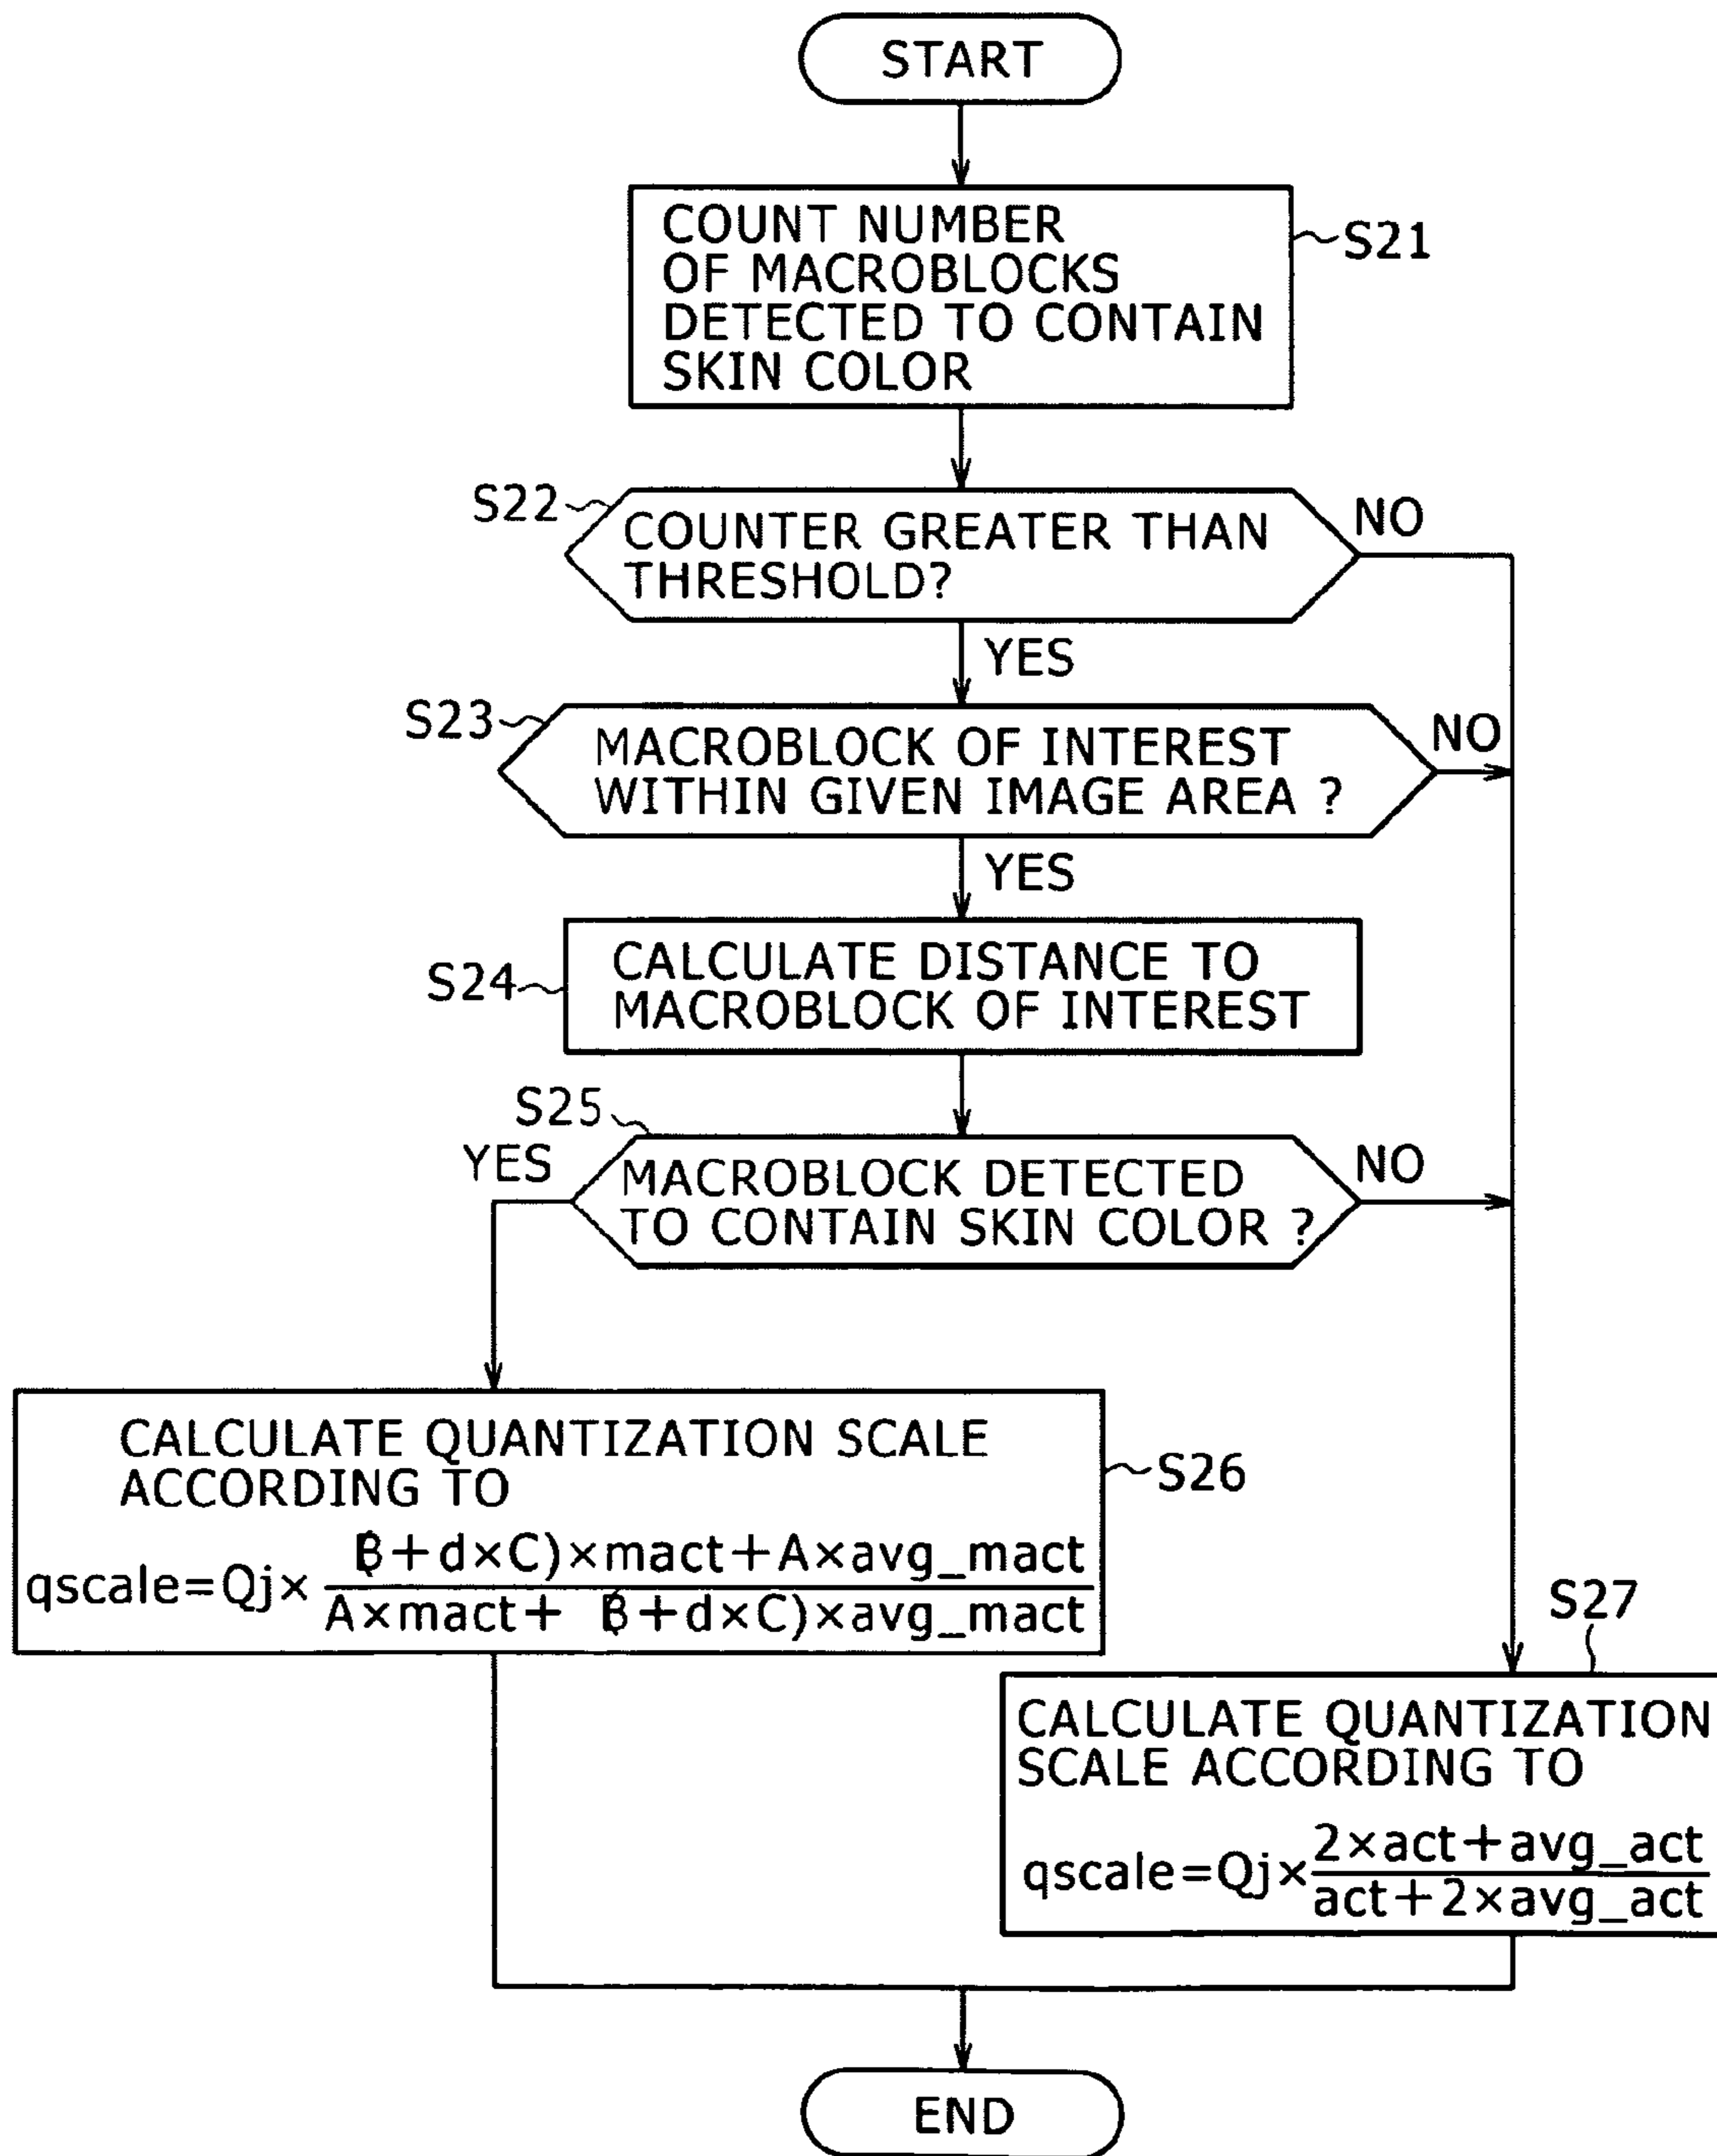 START
COUNT NUMBER
OF MACROBLOCKS
DETECTED TO CONTAIN
SKIN COLOR
S21
S22
COUNTER GREATER THAN
THRESHOLD?
NO
YES
S23
MACROBLOCK OF INTEREST
WITHIN GIVEN IMAGE AREA ?
NO
YES
S24
CALCULATE DISTANCE TO
MACROBLOCK OF INTEREST
S25
YES
MACROBLOCK DETECTED
TO CONTAIN SKIN COLOR ?
NO
CALCULATE QUANTIZATION SCALE
ACCORDING TO
S26
(B+d×C)×mact+A×avg_mact
qscale=Qj×
A×mact+ (B+d×C)×avg_mact
S27
CALCULATE QUANTIZATION
SCALE ACCORDING TO
2×act+avg_act
qscale=Qj×
act+2×avg_act
END